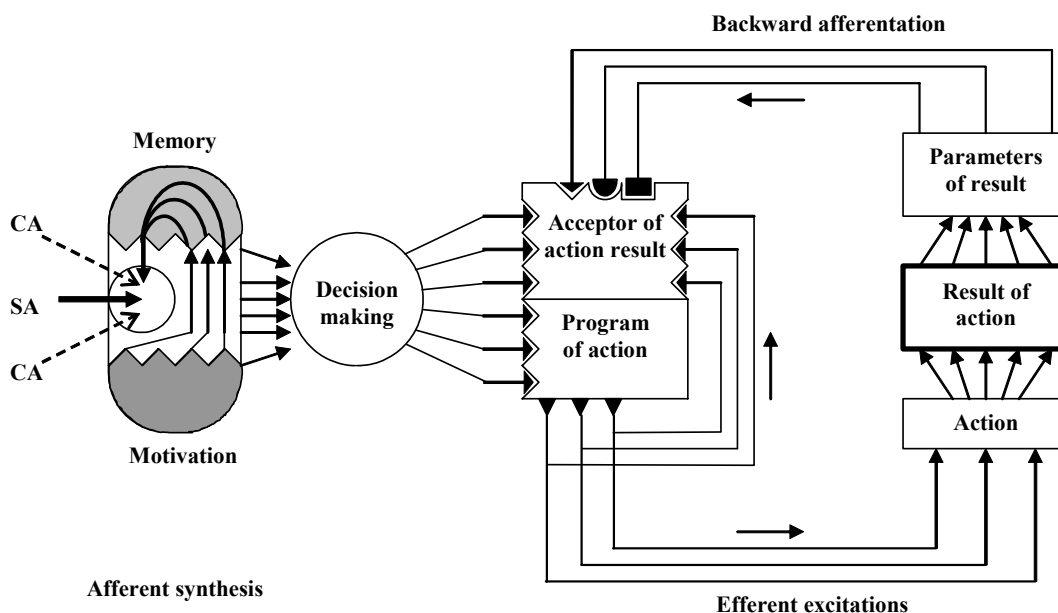 Backward afferentation
Memory
CA
SA
CA
Motivation
Afferent synthesis
Decision
making
Acceptor of
action result
Program
of action
Parameters
of result
Result of
action
Action
Efferent excitations